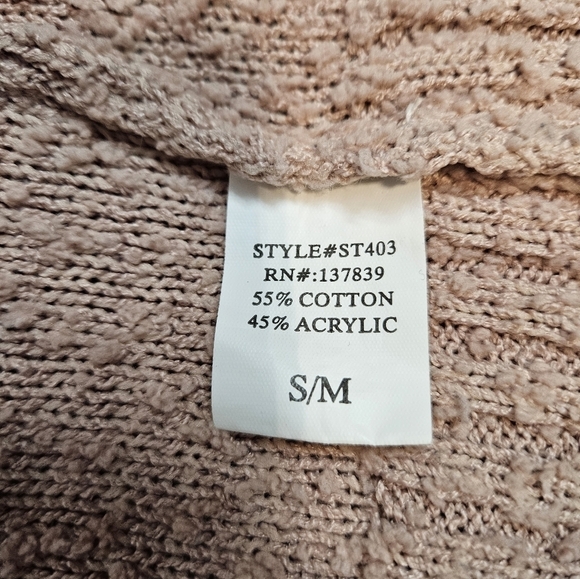 STYLE#ST403
RN#:137839
55% COTTON
45% ACRYLIC
S/M